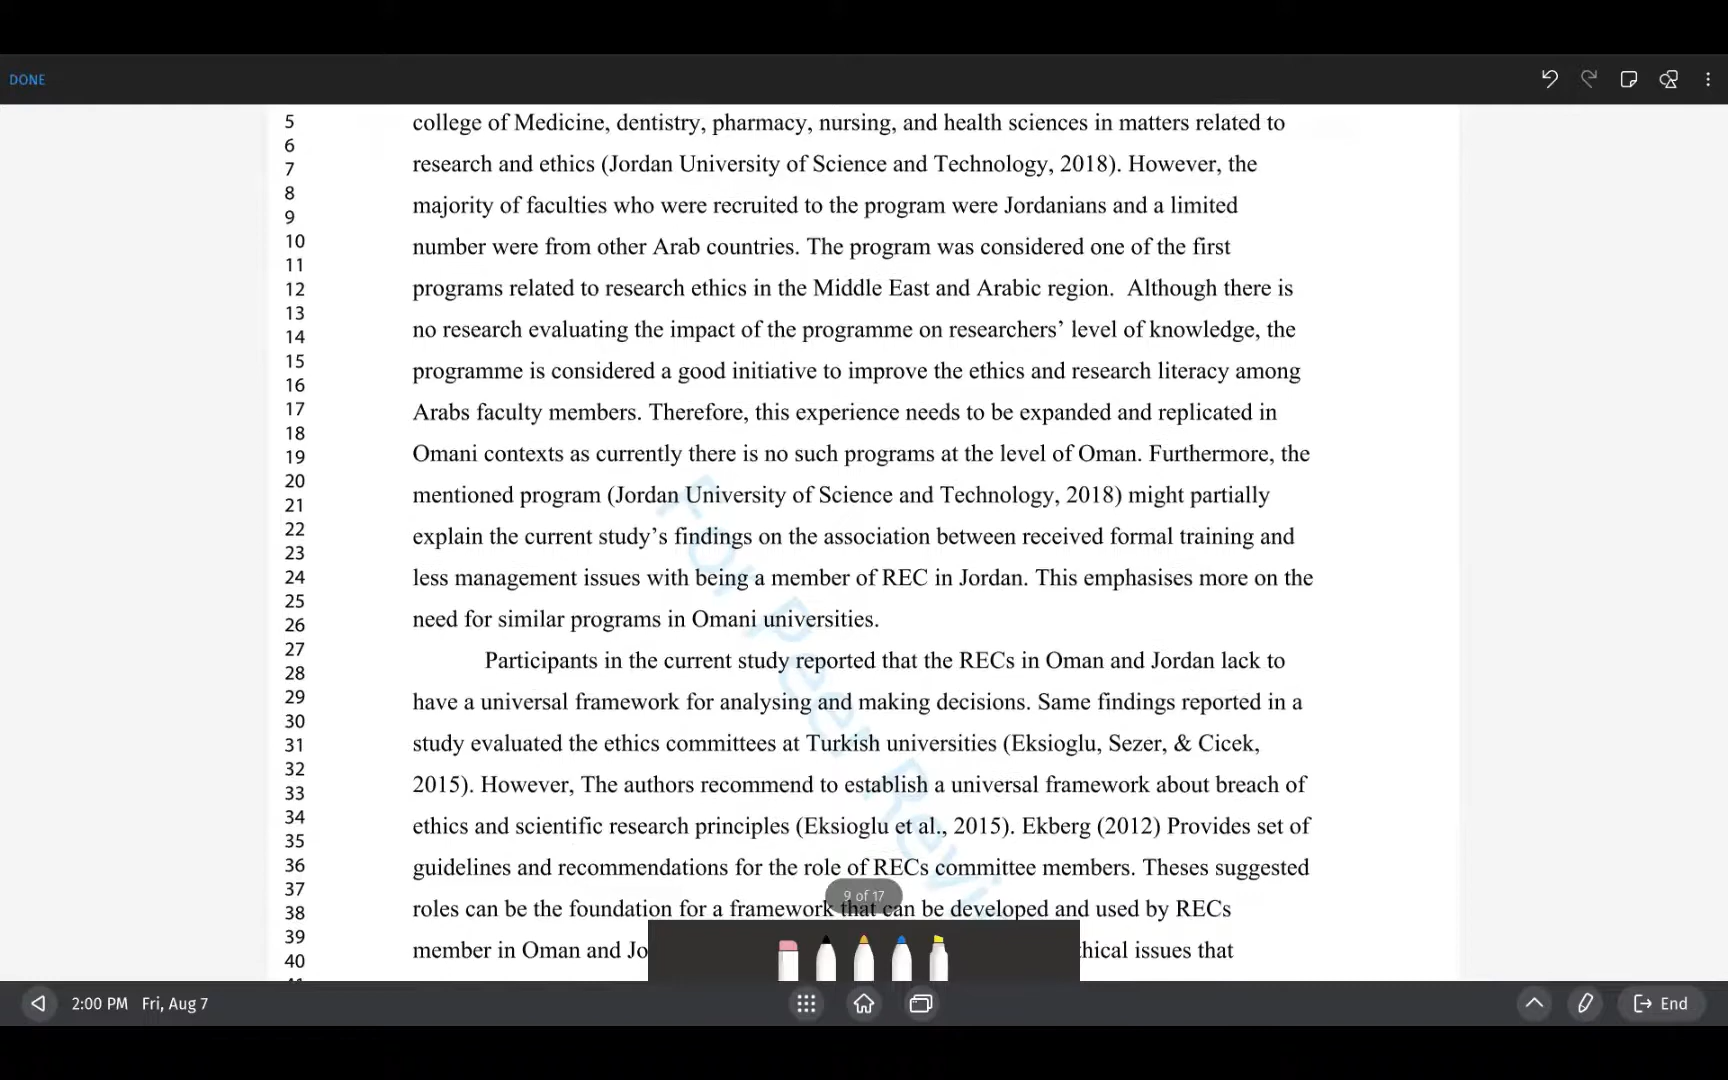 DONE
5
6
7
8
9
10
11
12
13
14
15
16
17
18
19
20
21
22
23
24
25
26
27
28
29
30
31
32
33
34
35
36
37
38
39
40
college of Medicine, dentistry, pharmacy, nursing, and health sciences in matters related to
research and ethics (Jordan University of Science and Technology, 2018). However, the
majority of faculties who were recruited to the program were Jordanians and a limited
number were from other Arab countries. The program was considered one of the first
programs related to research ethics in the Middle East and Arabic region.  Although there is
no research evaluating the impact of the programme on researchers’ level of knowledge, the
programme is considered a good initiative to improve the ethics and research literacy among
Arabs faculty members. Therefore, this experience needs to be expanded and replicated in
Omani contexts as currently there is no such programs at the level of Oman. Furthermore, the
mentioned program (Jordan University of Science and Technology, 2018) might partially
explain the current study’s findings on the association between received formal training and
less management issues with being a member of REC in Jordan. This emphasises more on the
need for similar programs in Omani universities.
Participants in the current study reported that the RECs in Oman and Jordan lack to
have a universal framework for analysing and making decisions. Same findings reported in a
study evaluated the ethics committees at Turkish universities (Eksioglu, Sezer, & Cicek,
2015). However, The authors recommend to establish a universal framework about breach of
ethics and scientific research principles (Eksioglu et al., 2015). Ekberg (2012) Provides set of
guidelines and recommendations for the role of RECs committee members. Theses suggested
roles can be the foundation for a framework that can be developed and used by RECs
member in Oman and Jo
hical issues that
For Peer Revi
9 of 17
2:00 PM Fri, Aug 7
End